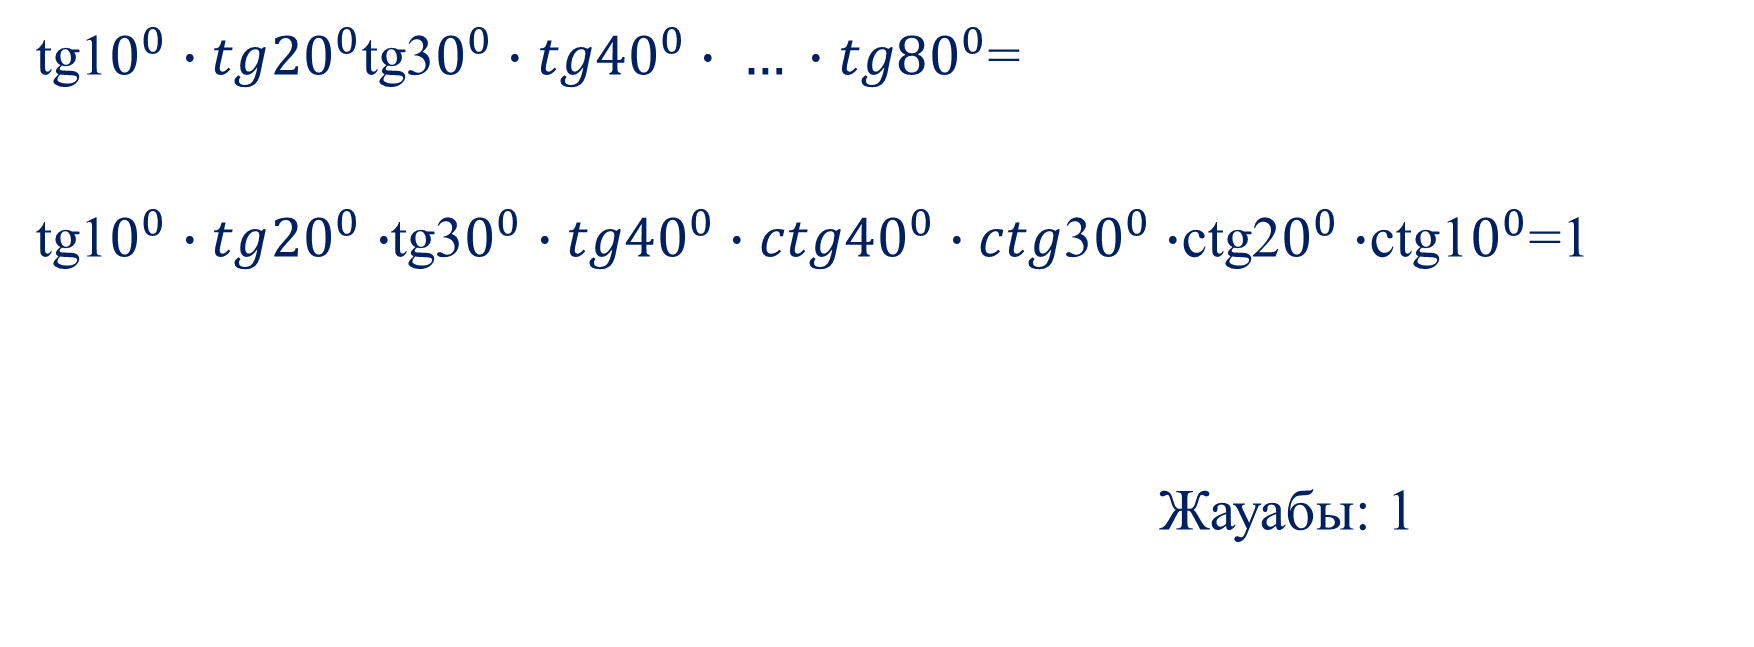 tg10⁰ · tg20⁰tg30⁰ · tg40⁰ · … · tg80⁰=
tg10⁰ · tg20⁰ ·tg30⁰ · tg40⁰ · ctg40⁰ · ctg30⁰ ·ctg20⁰ ·ctg10⁰=1
Жауабы: 1